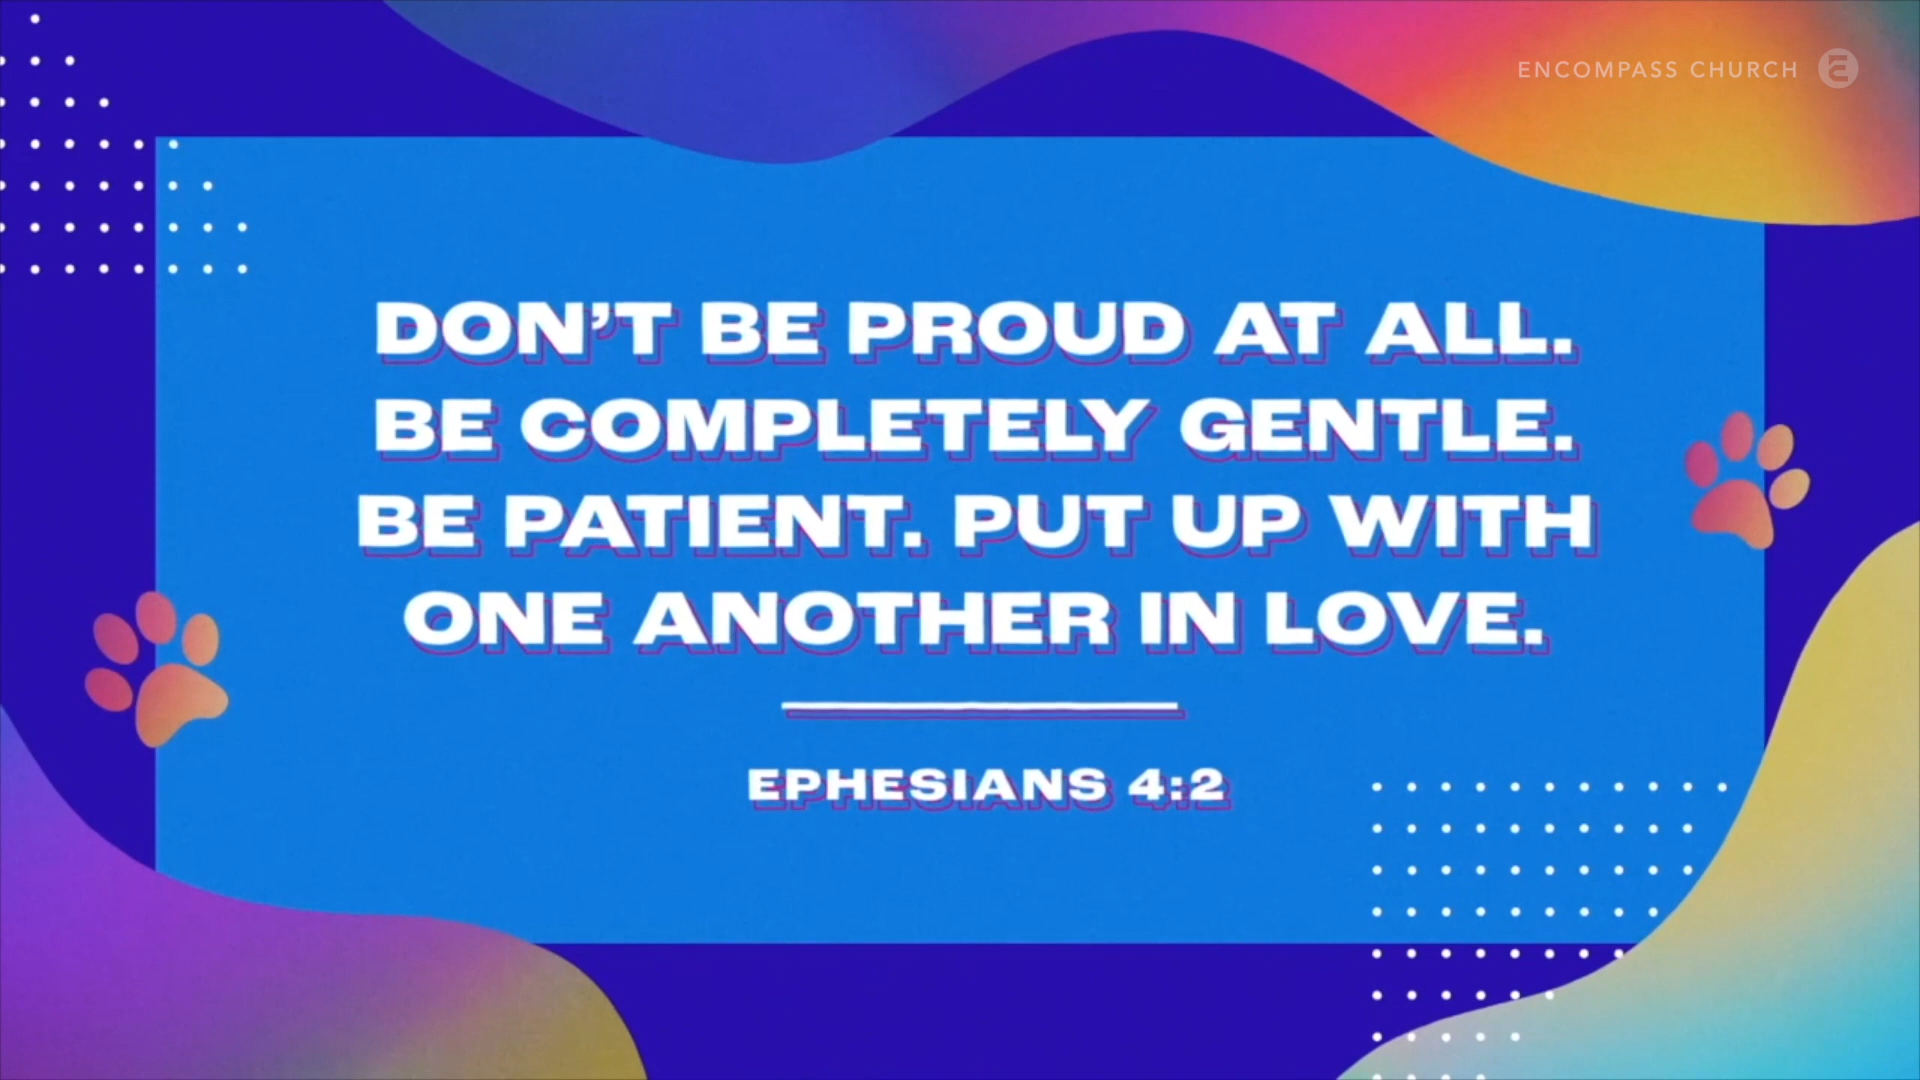 ENCOMPASS CHURCH
DON’T BE PROUD AT ALL.
BE COMPLETELY GENTLE.
BE PATIENT. PUT UP WITH
ONE ANOTHER IN LOVE.
EPHESIANS 4:2